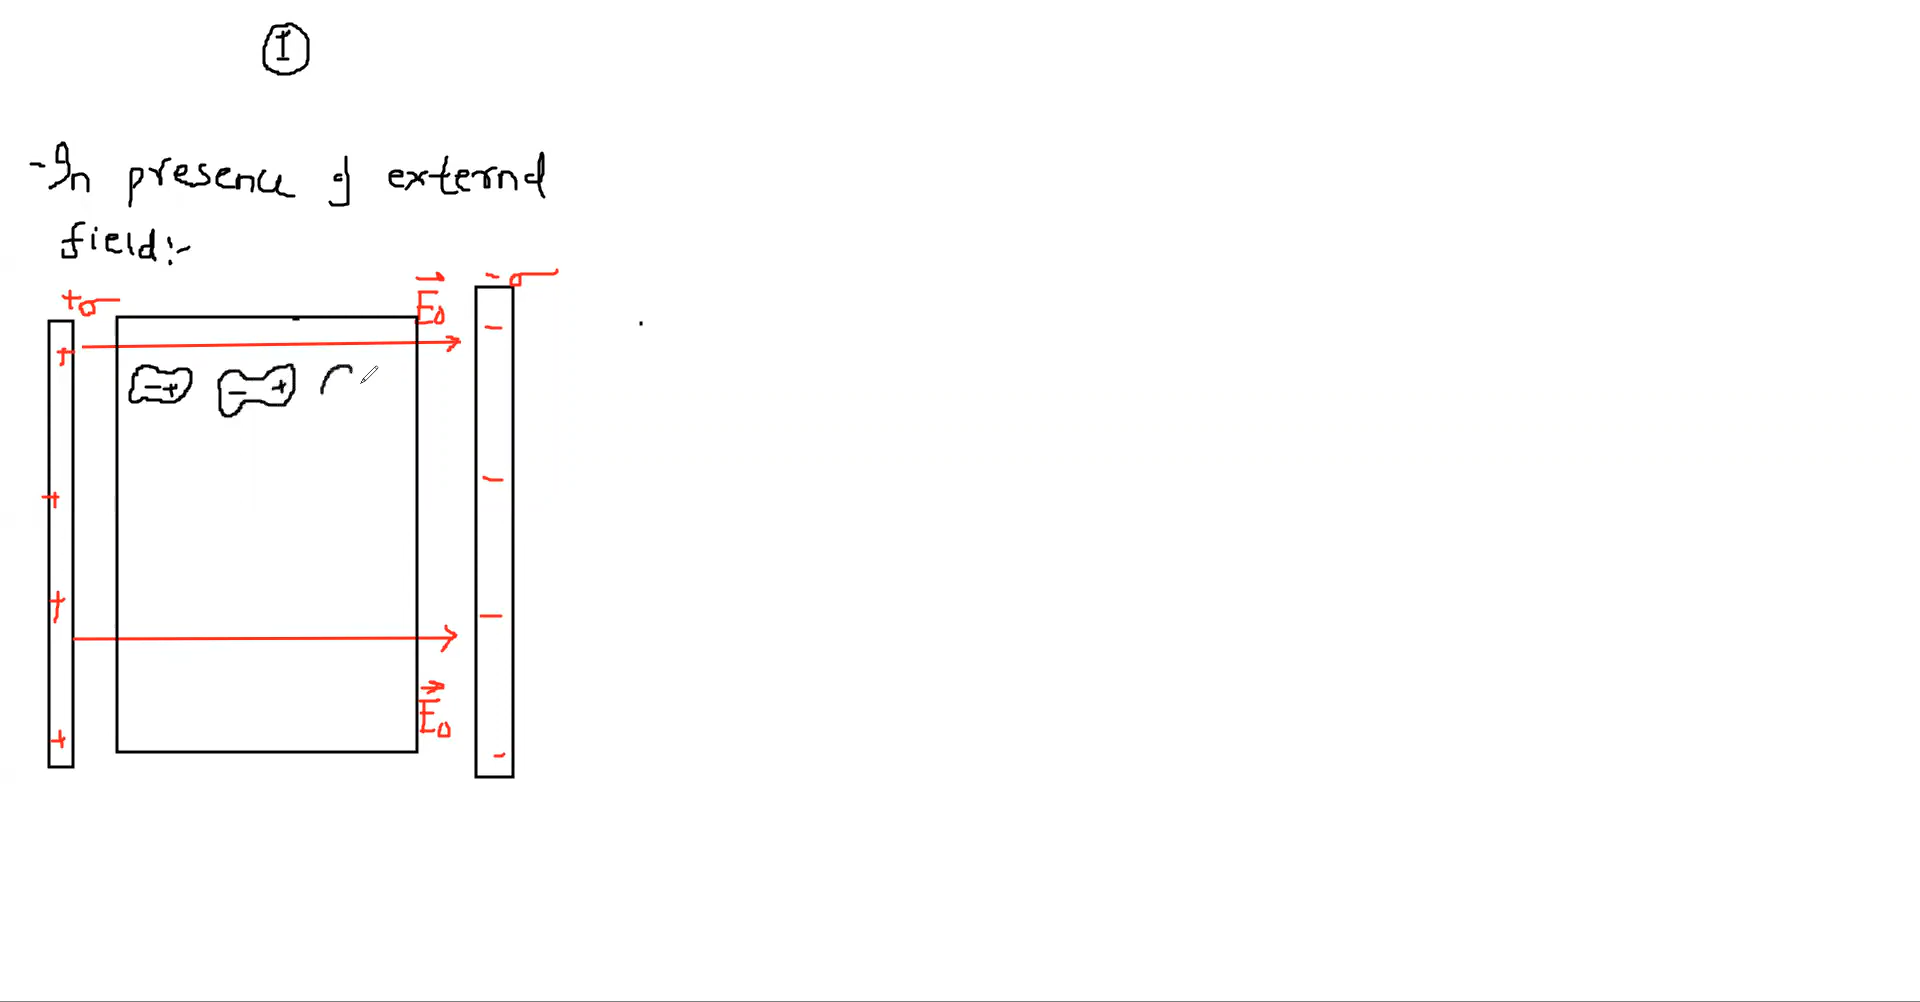 I
- In presence of external
field:-
+σ
E₀
-σ
+
-
- +
- +
+
-
+
-
E₀
+
-